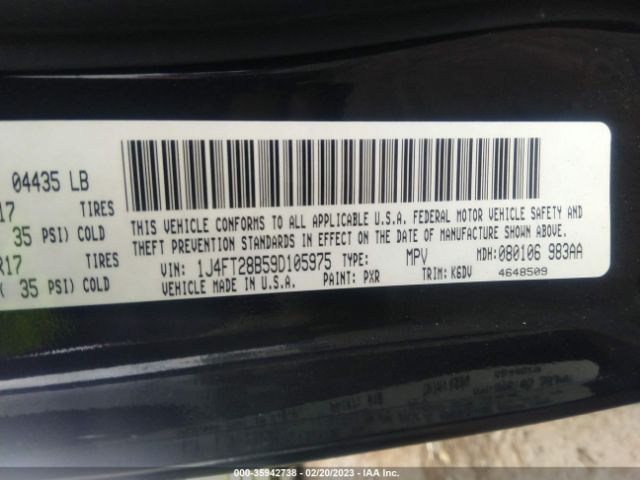 04435 LB
17 TIRES
35 PSI) COLD
R17 TIRES
( 35 PSI) COLD
THIS VEHICLE CONFORMS TO ALL APPLICABLE U.S.A. FEDERAL MOTOR VEHICLE SAFETY AND
THEFT PREVENTION STANDARDS IN EFFECT ON THE DATE OF MANUFACTURE SHOWN ABOVE.
VIN: 1J4FT28B59D105975 TYPE: MPV MDH: 080106 983AA
VEHICLE MADE IN U.S.A. PAINT: PXR TRIM: K6DV 4648509
000-35942738 - 02/20/2023 - IAA Inc.